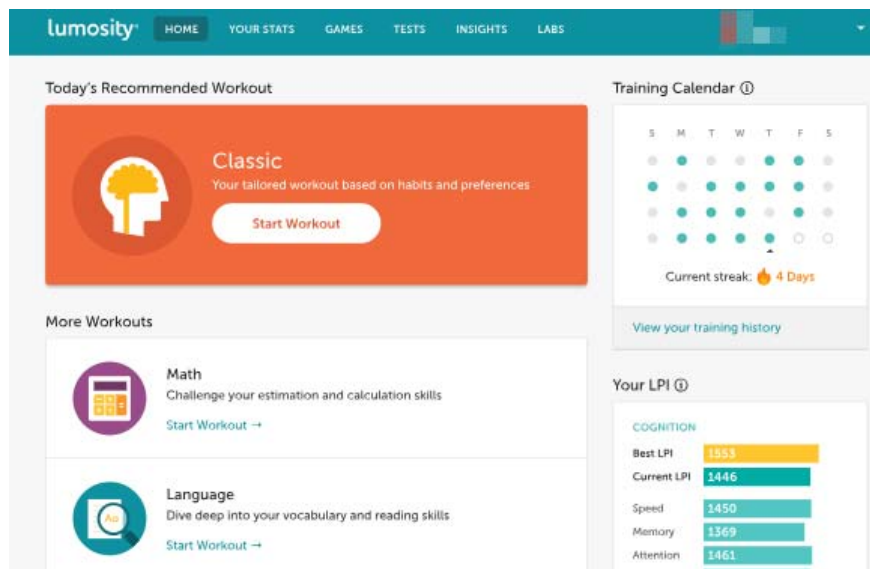 lumosity
HOME YOUR STATS GAMES TESTS INSIGHTS LABS
Today's Recommended Workout
Classic
Your tailored workout based on habits and preferences
Start Workout
More Workouts
Math
Challenge your estimation and calculation skills
Start Workout →
Aa
Language
Dive deep into your vocabulary and reading skills
Start Workout →
Training Calendar ⓘ
S M T W T F S
Current streak: 4 Days
View your training history
Your LPI ⓘ
COGNITION
Best LPI 1553
Current LPI 1446
Speed 1450
Memory 1369
Attention 1461